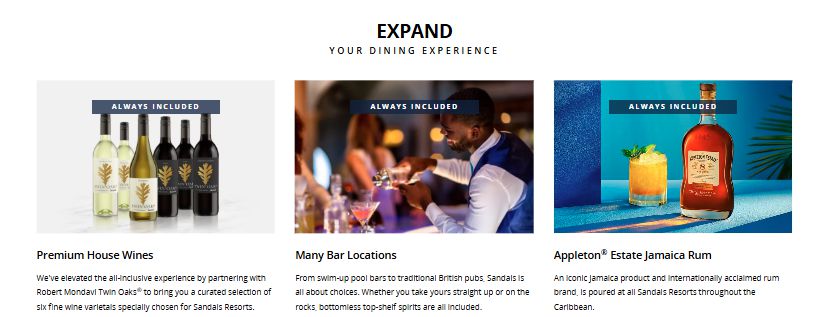 EXPAND
YOUR DINING EXPERIENCE
ALWAYS INCLUDED
ALWAYS INCLUDED
ALWAYS INCLUDED
TWIN OAKS
APPLETON ESTATE
8
Premium House Wines
Many Bar Locations
Appleton® Estate Jamaica Rum
We've elevated the all-inclusive experience by partnering with
Robert Mondavi Twin Oaks® to bring you a curated selection of
six fine wine varietals specially chosen for Sandals Resorts.
From swim-up pool bars to traditional British pubs, Sandals is
all about choices. Whether you take yours straight up or on the
rocks, bottomless top-shelf spirits are all included.
An iconic Jamaica product and internationally acclaimed rum
brand, is poured at all Sandals Resorts throughout the
Caribbean.